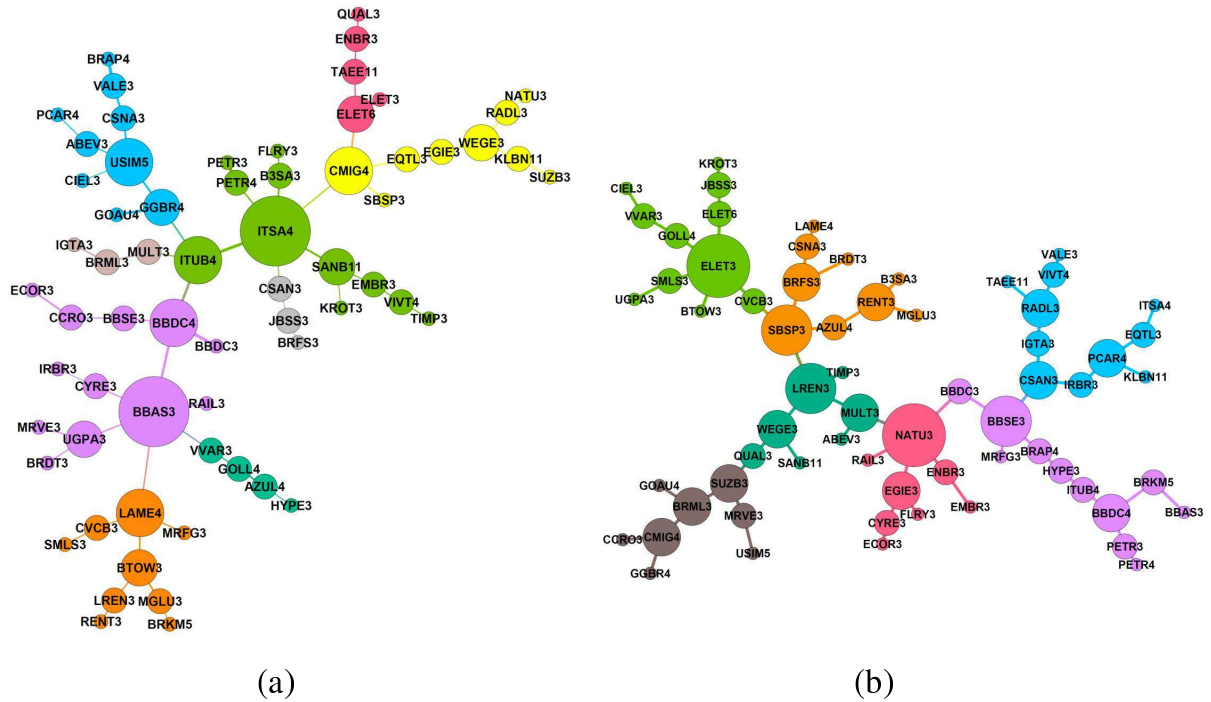 QUAL3
ENBR3
TAEE11
ELET3
ELET6
BRAP4
VALE3
CSNA3
PCAR4
ABEV3
USIM5
CIEL3
GGBR4
GOAU4
NATU3
RADL3
WEGE3
EGIE3
EQTL3
KLBN11
SUZB3
CMIG4
SBSP3
FLRY3
B3SA3
PETR3
PETR4
ITSA4
ITUB4
MULT3
IGTA3
BRML3
SANB11
EMBR3
KROT3
VIVT4
TIMP3
CSAN3
JBSS3
BRFS3
ECOR3
CCRO3
BBSE3
BBDC4
BBDC3
IRBR3
CYRE3
BBAS3
RAIL3
MRVE3
UGPA3
BRDT3
VVAR3
GOLL4
AZUL4
HYPE3
LAME4
CVCB3
SMLS3
MRFG3
BTOW3
LREN3
MGLU3
RENT3
BRKM5
(a)
KROT3
JBSS3
ELET6
CIEL3
VVAR3
GOLL4
ELET3
SMLS3
UGPA3
BTOW3
CVCB3
LAME4
CSNA3
BRDT3
BRFS3
B3SA3
RENT3
MGLU3
AZUL4
SBSP3
TIMP3
LREN3
MULT3
ABEV3
WEGE3
SANB11
QUAL3
SUZB3
GOAU4
BRML3
MRVE3
USIM5
CMIG4
CCRO3
GGBR4
NATU3
RAIL3
EGIE3
FLRY3
CYRE3
ECOR3
ENBR3
EMBR3
BBDC3
BBSE3
MRFG3
BRAP4
HYPE3
ITUB4
BBDC4
BRKM5
BBAS3
PETR3
PETR4
VALE3
VIVT4
TAEE11
RADL3
IGTA3
CSAN3
IRBR3
PCAR4
EQTL3
ITSA4
KLBN11
(b)